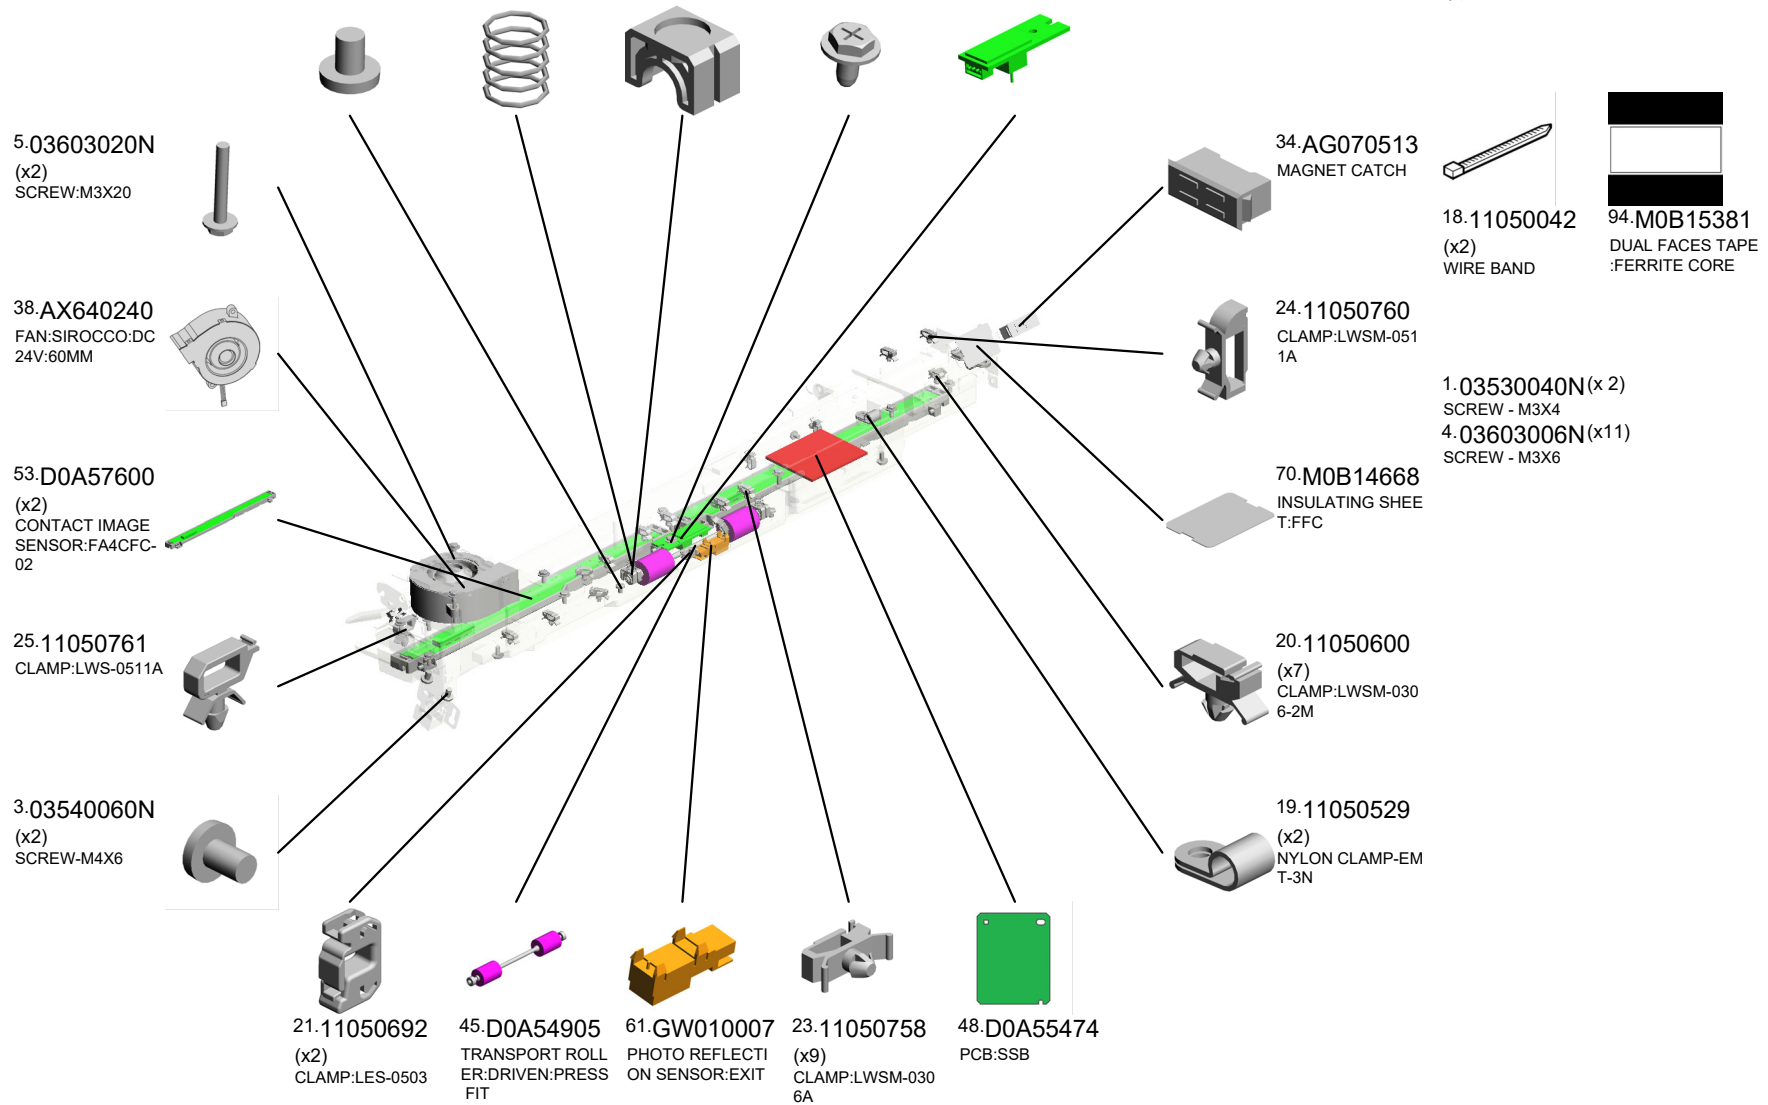 5.03603020N
(x2)
SCREW:M3X20
38.AX640240
FAN:SIROCCO:DC
24V:60MM
53.D0A57600
(x2)
CONTACT IMAGE
SENSOR:FA4CFC-
02
25.11050761
CLAMP:LWS-0511A
3.03540060N
(x2)
SCREW-M4X6
21.11050692
(x2)
CLAMP:LES-0503
45.D0A54905
TRANSPORT ROLL
ER:DRIVEN:PRESS
FIT
61.GW010007
PHOTO REFLECTI
ON SENSOR:EXIT
23.11050758
(x9)
CLAMP:LWSM-030
6A
48.D0A55474
PCB:SSB
34.AG070513
MAGNET CATCH
24.11050760
CLAMP:LWSM-051
1A
70.M0B14668
INSULATING SHEE
T:FFC
20.11050600
(x7)
CLAMP:LWSM-030
6-2M
19.11050529
(x2)
NYLON CLAMP-EM
T-3N
18.11050042
(x2)
WIRE BAND
94.M0B15381
DUAL FACES TAPE
:FERRITE CORE
1.03530040N(x 2)
SCREW - M3X4
4.03603006N(x11)
SCREW - M3X6